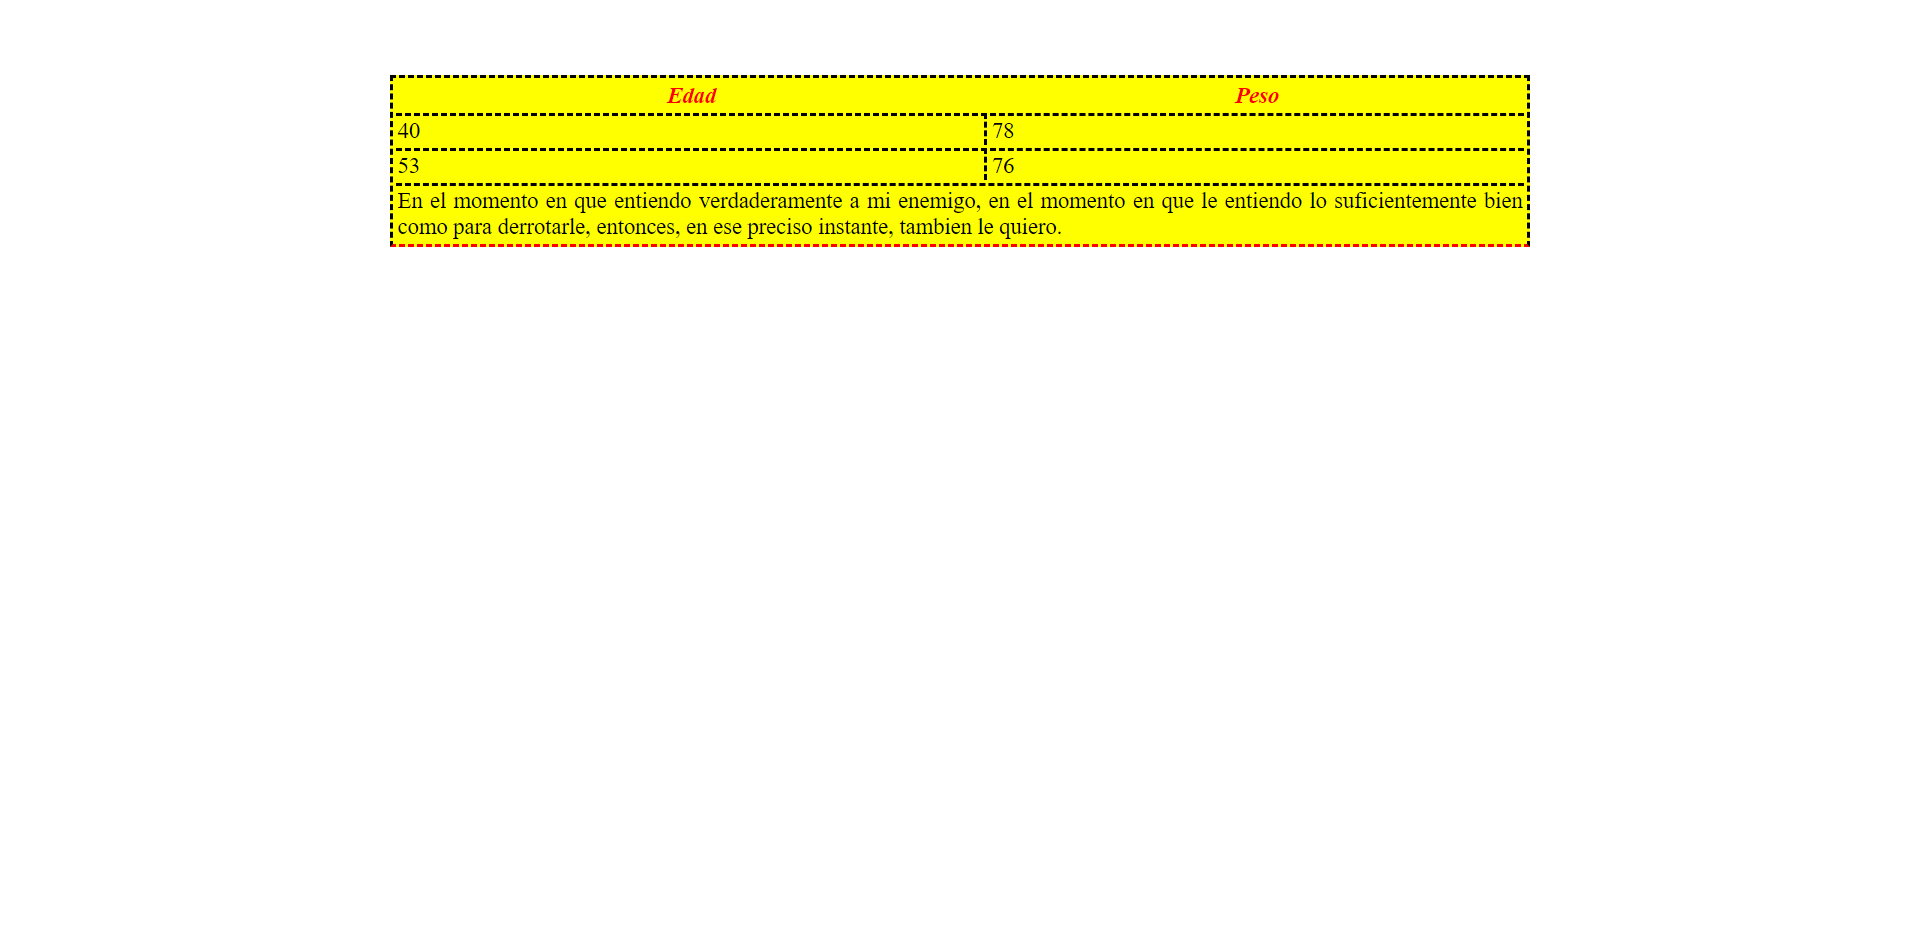 Edad Peso
40 78
53 76
En el momento en que entiendo verdaderamente a mi enemigo, en el momento en que le entiendo lo suficientemente bien
como para derrotarle, entonces, en ese preciso instante, tambien le quiero.